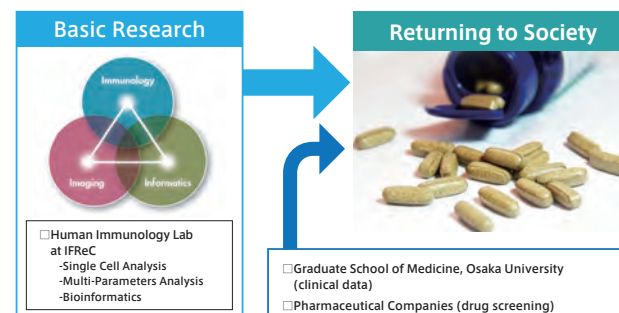 Basic Research
Immunology
Imaging
Informatics
□Human Immunology Lab
at IFReC
-Single Cell Analysis
-Multi-Parameters Analysis
-Bioinformatics
Returning to Society
□Graduate School of Medicine, Osaka University
(clinical data)
□Pharmaceutical Companies (drug screening)